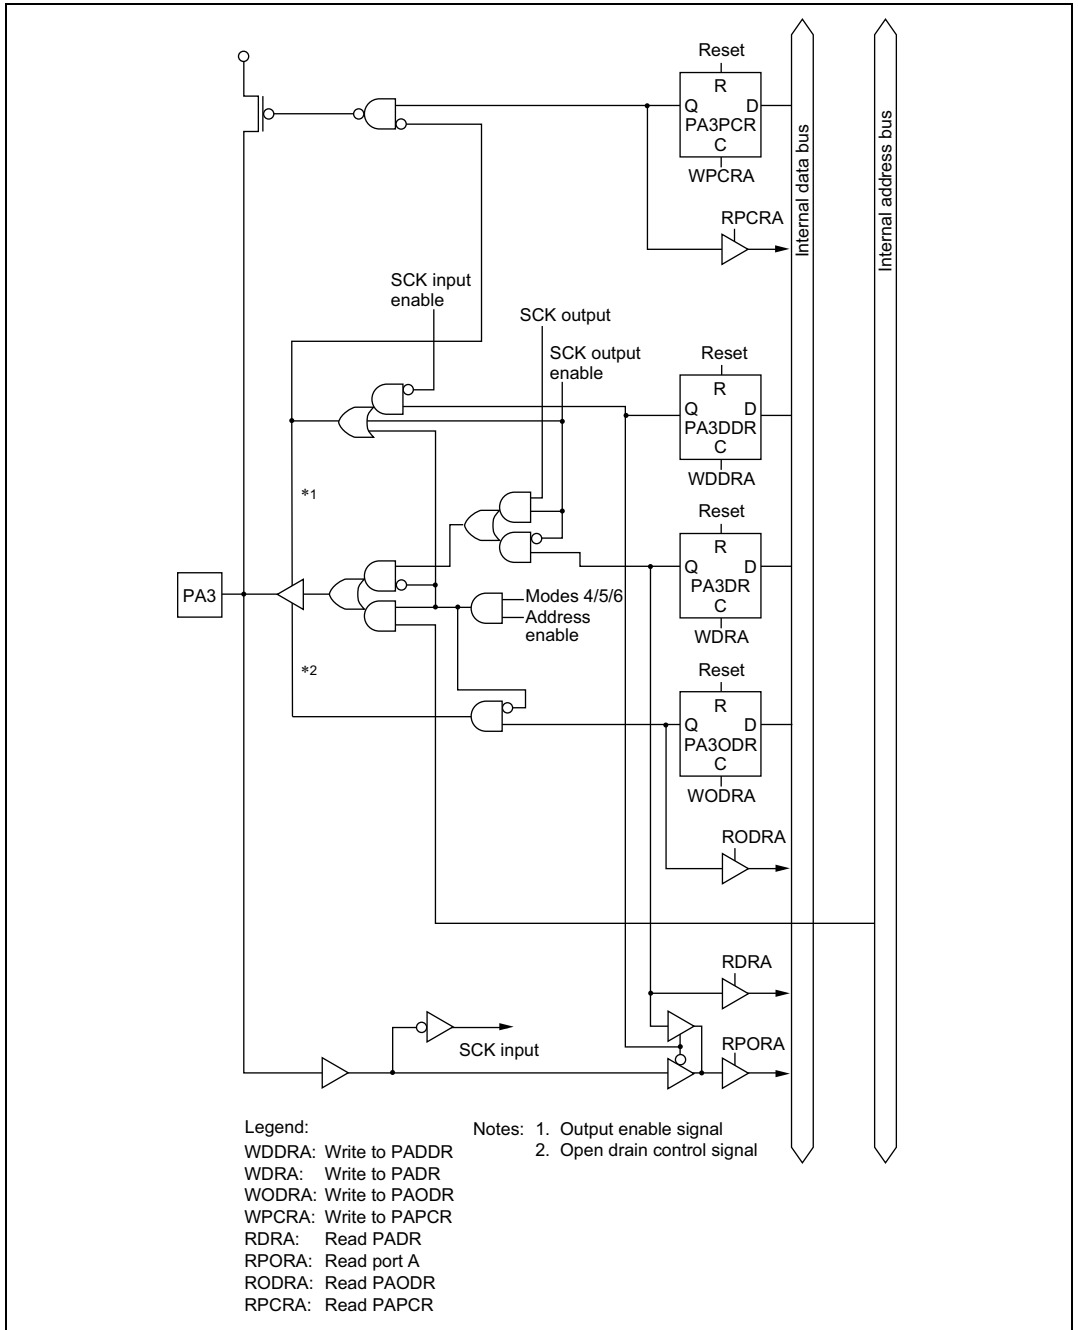 Reset
R
Q D
PA3PCR
C
WPCRA
RPCRA
Internal data bus
Internal address bus
SCK input
enable
SCK output
SCK output
enable
Reset
R
Q D
PA3DDR
C
WDDRA
*1
Reset
R
Q D
PA3DR
C
WDRA
PA3
Modes 4/5/6
Address
enable
*2
Reset
R
Q D
PA3ODR
C
WODRA
RODRA
RDRA
SCK input
RPORA
Legend:
WDDRA: Write to PADDR
WDRA: Write to PADR
WODRA: Write to PAODR
WPCRA: Write to PAPCR
RDRA: Read PADR
RPORA: Read port A
RODRA: Read PAODR
RPCRA: Read PAPCR
Notes: 1. Output enable signal
2. Open drain control signal